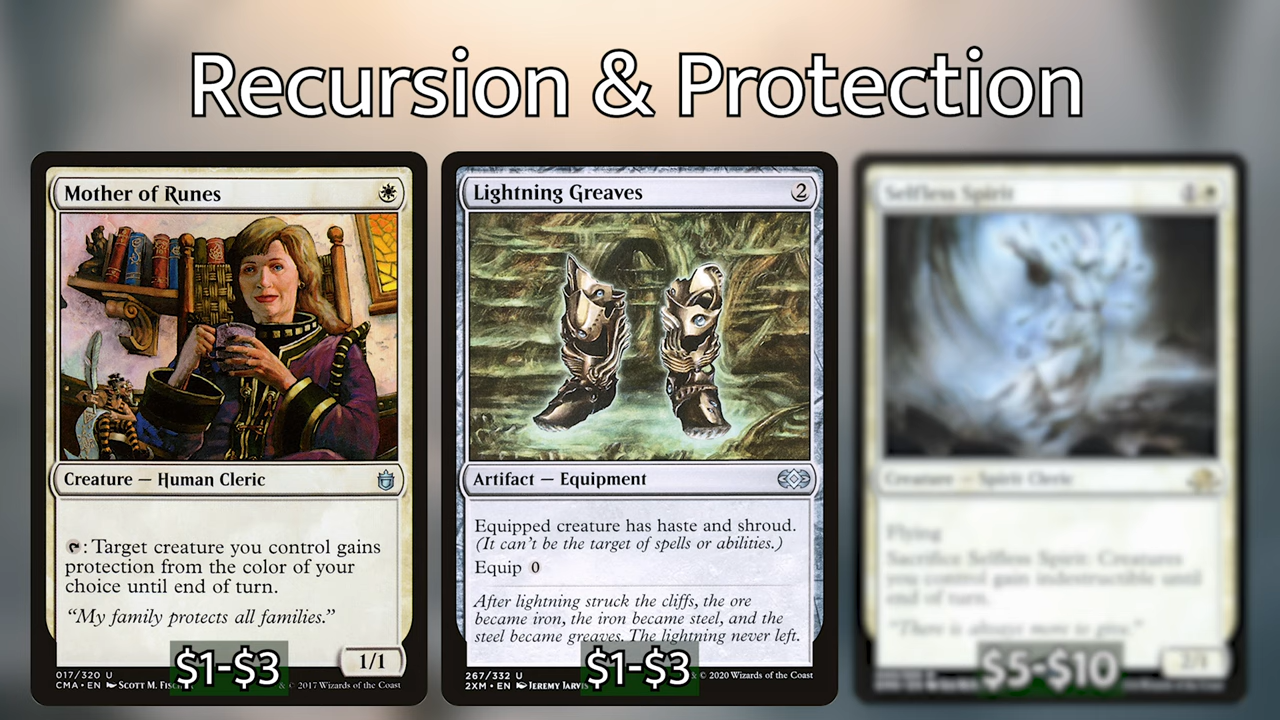 Recursion & Protection
Mother of Runes
Creature — Human Cleric
: Target creature you control gains
protection from the color of your
choice until end of turn.
“My family protects all families.”
1/1
$1-$3
017/320 U
CMA • EN Scott M.
& © 2017 Wizards of the Coast
Lightning Greaves 2
Artifact — Equipment
Equipped creature has haste and shroud.
(It can’t be the target of spells or abilities.)
Equip 0
After lightning struck the cliffs, the ore
became iron, the iron became steel, and the
steel became greaves. The lightning never left.
$1-$3
267/332 U
2XM • EN Jeremy Jarvis
& © 2020 Wizards of the Coast
Selfless Spirit
Creature — Spirit Cleric
Flying
Sacrifice Selfless Spirit: Creatures
you control gain indestructible until
end of turn.
“There is always more to give.”
2/1
$5-$10